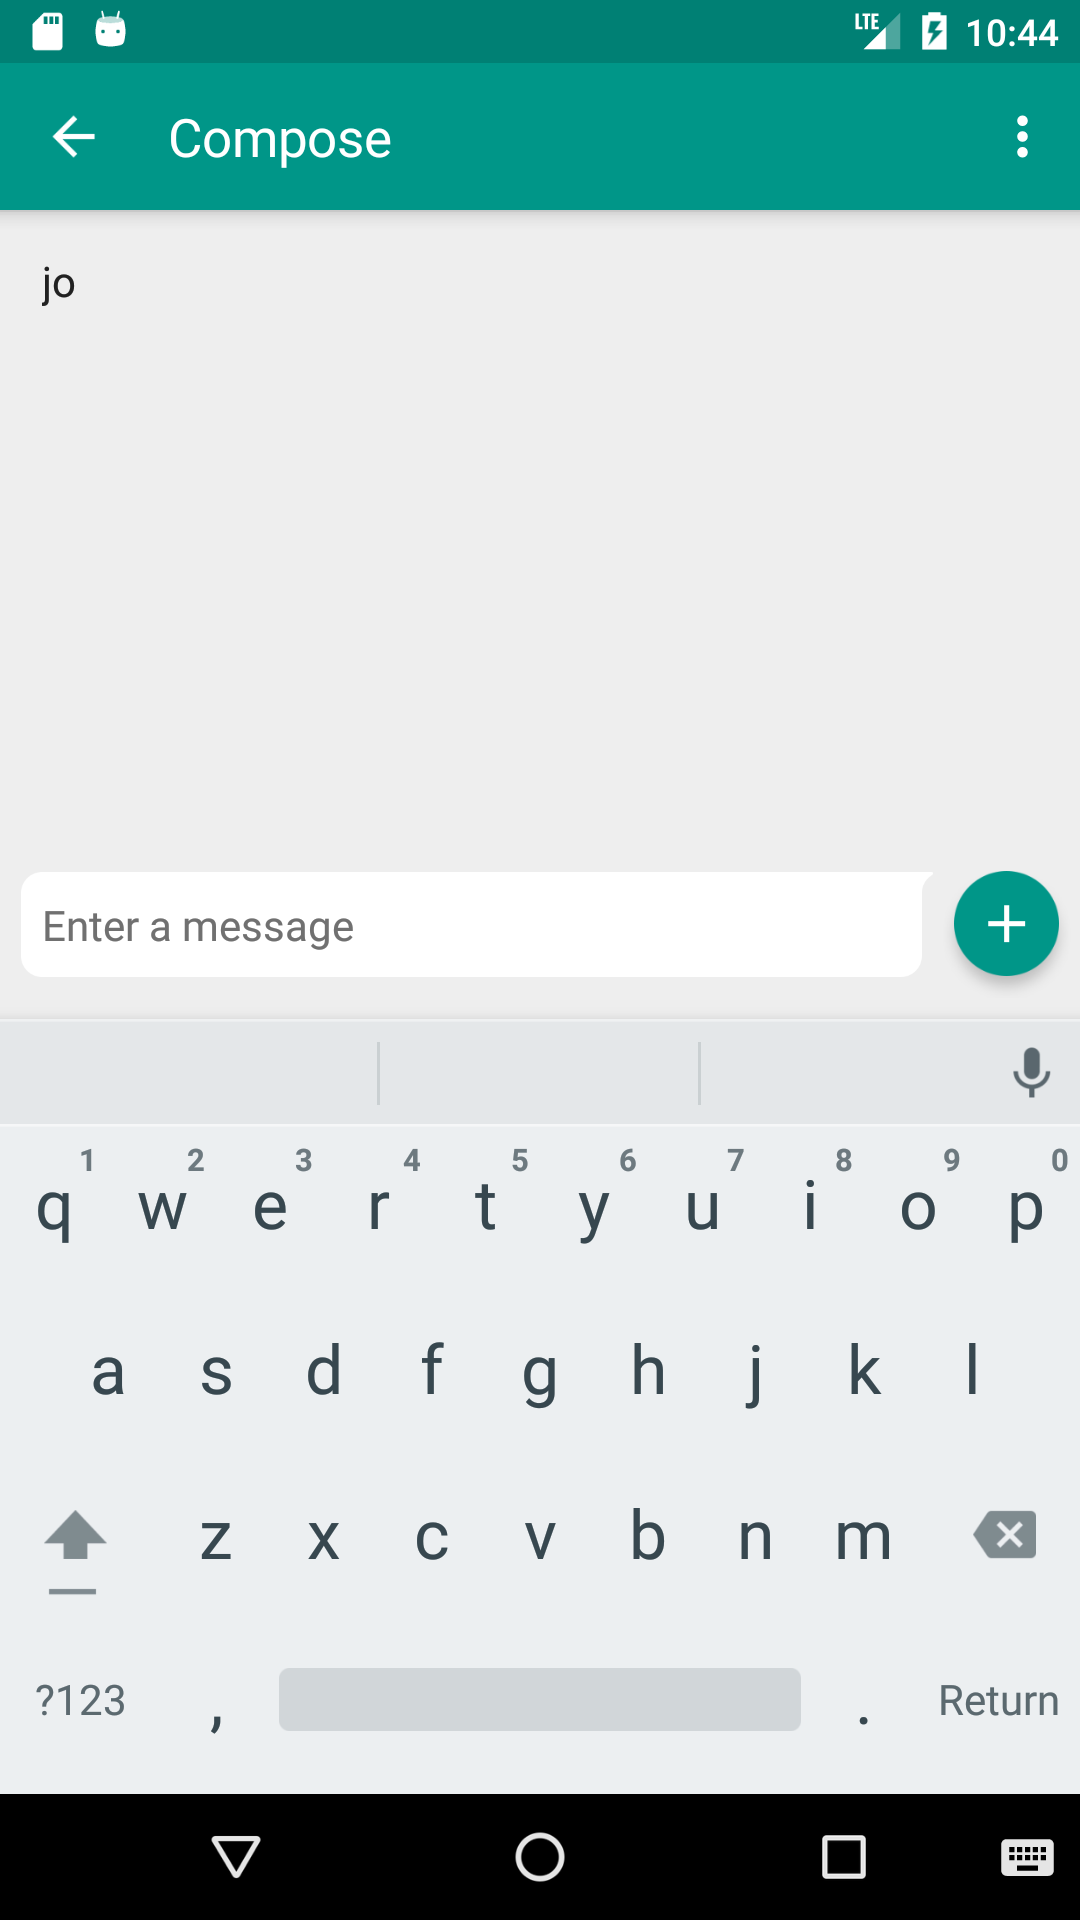 LTE 10:44
Compose
jo
Enter a message
1 2 3 4 5 6 7 8 9 0
q w e r t y u i o p
a s d f g h j k l
z x c v b n m
?123 , . Return